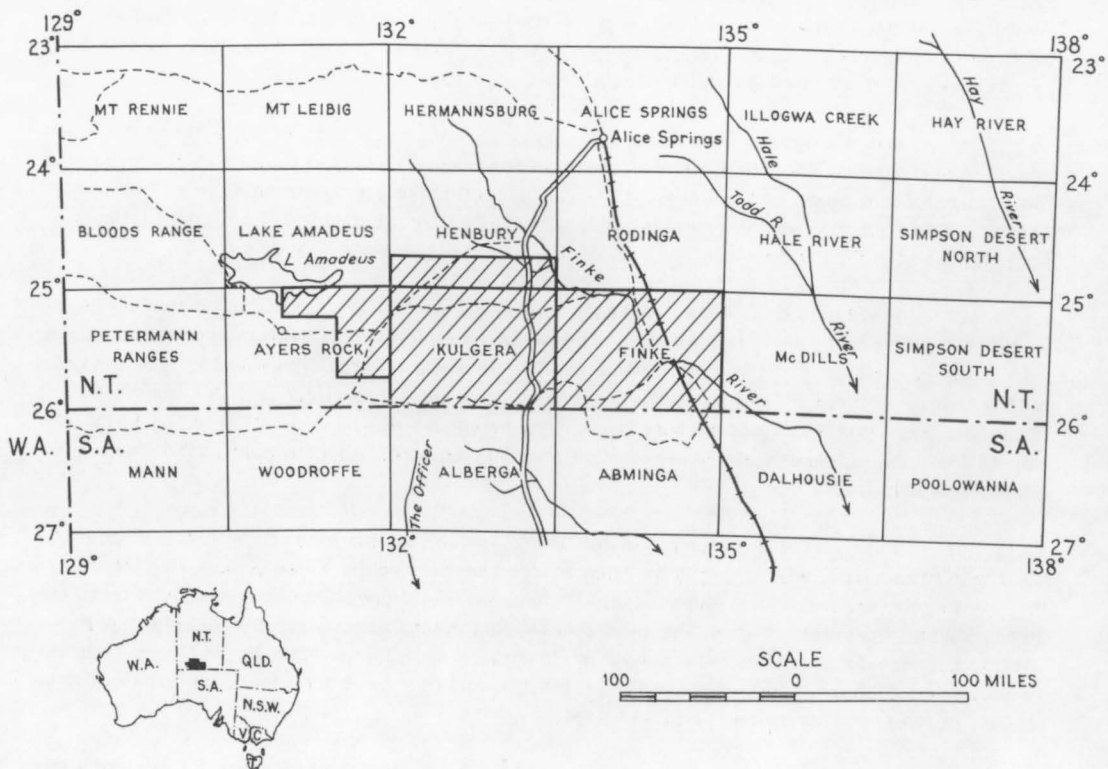 129°
132°
135°
138°
23°
23°
MT RENNIE
MT LEIBIG
HERMANNSBURG
ALICE SPRINGS
ILLOGWA CREEK
HAY RIVER
Hay
River
Alice Springs
Hale
24°
24°
Todd R.
BLOODS RANGE
LAKE AMADEUS
HENBURY
RODINGA
HALE RIVER
SIMPSON DESERT
NORTH
L Amadeus
Finke
25°
25°
River
PETERMANN
RANGES
AYERS ROCK
KULGERA
FINKE
McDILLS
SIMPSON DESERT
SOUTH
River
N.T.
N.T.
26°
26°
W.A.
S.A.
S.A.
MANN
WOODROFFE
The Officer
ALBERGA
ABMINGA
DALHOUSIE
POOLOWANNA
27°
27°
129°
132°
135°
138°
N.T.
W.A.
QLD.
S.A.
N.S.W.
VIC
SCALE
100
0
100 MILES